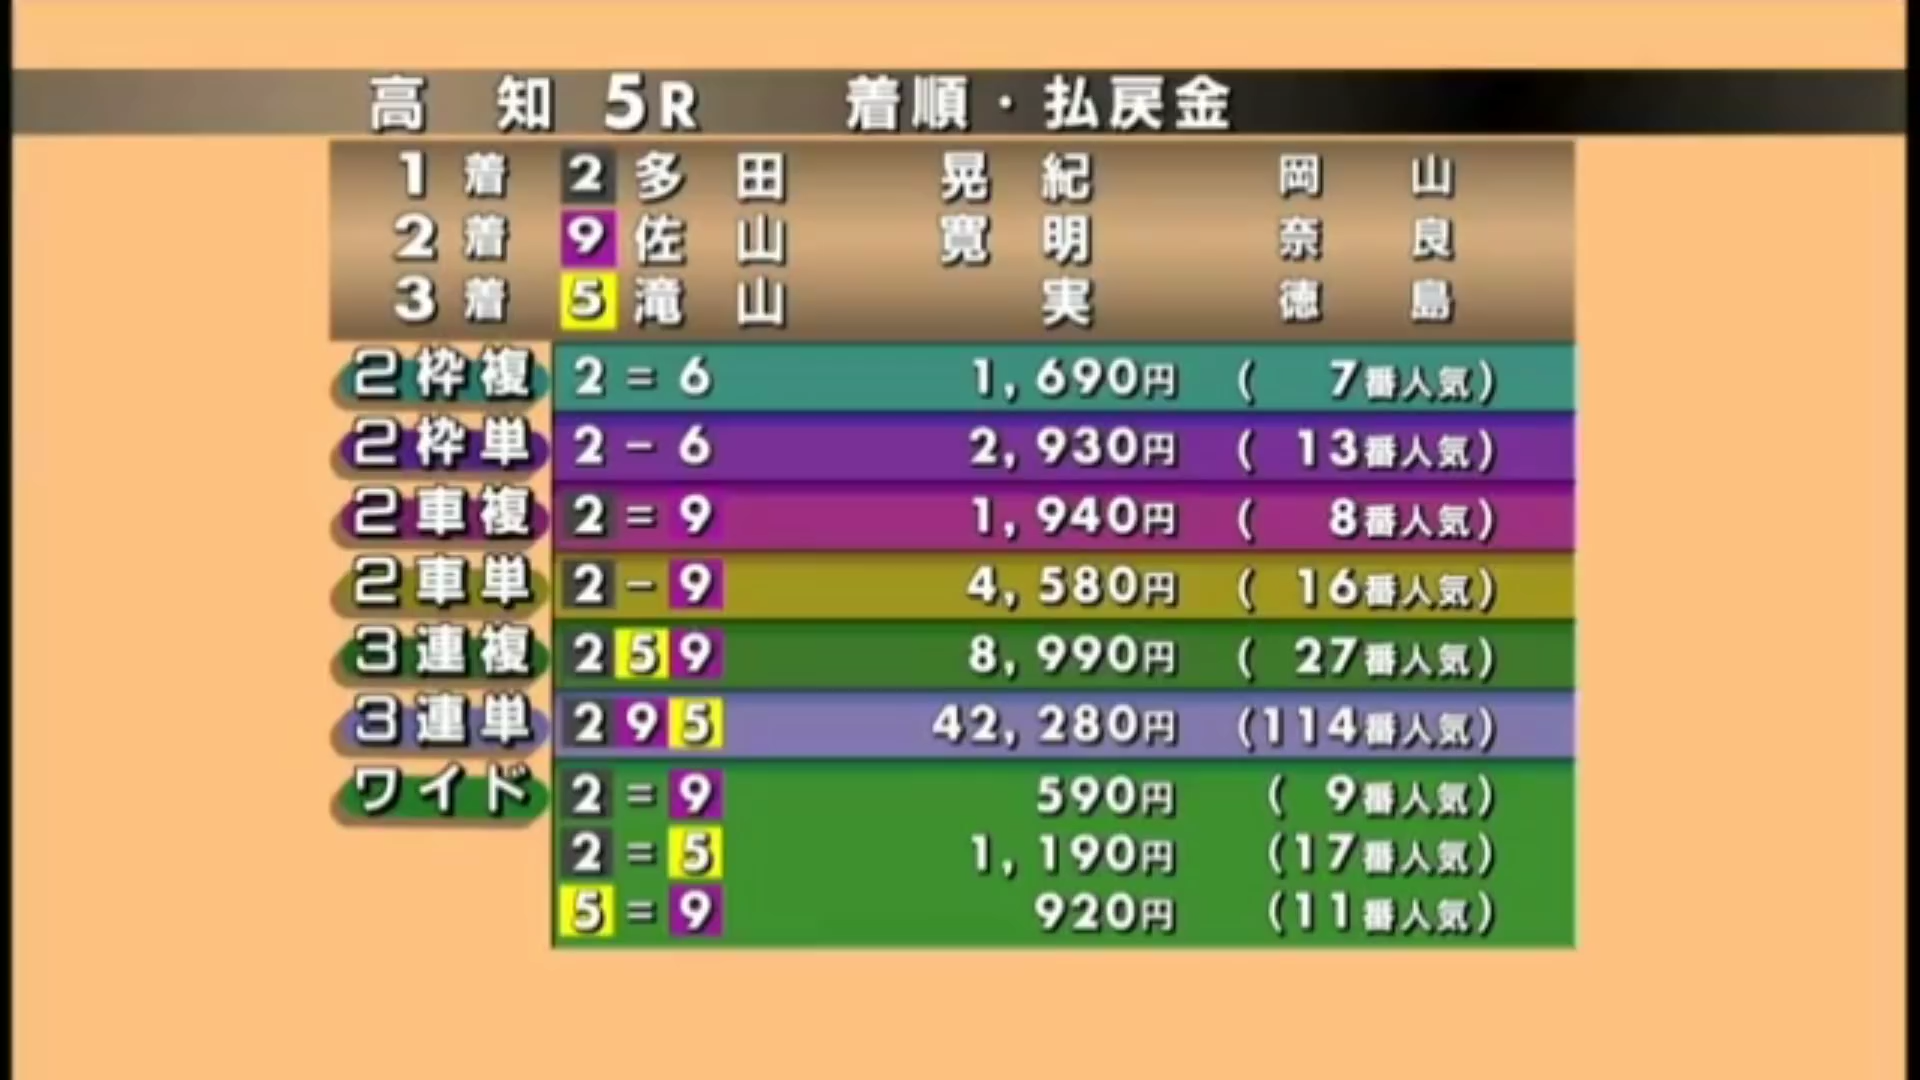 高知 5R 着順・払戻金
1着 2 多田 晃紀 岡山
2着 9 佐山 寛明 奈良
3着 5 滝山 実 徳島
2枠複 2=6 1,690円 (7番人気)
2枠単 2-6 2,930円 (13番人気)
2車複 2=9 1,940円 (8番人気)
2車単 2-9 4,580円 (16番人気)
3連複 2 5 9 8,990円 (27番人気)
3連単 2 9 5 42,280円 (114番人気)
ワイド 2=9 590円 (9番人気)
2=5 1,190円 (17番人気)
5=9 920円 (11番人気)